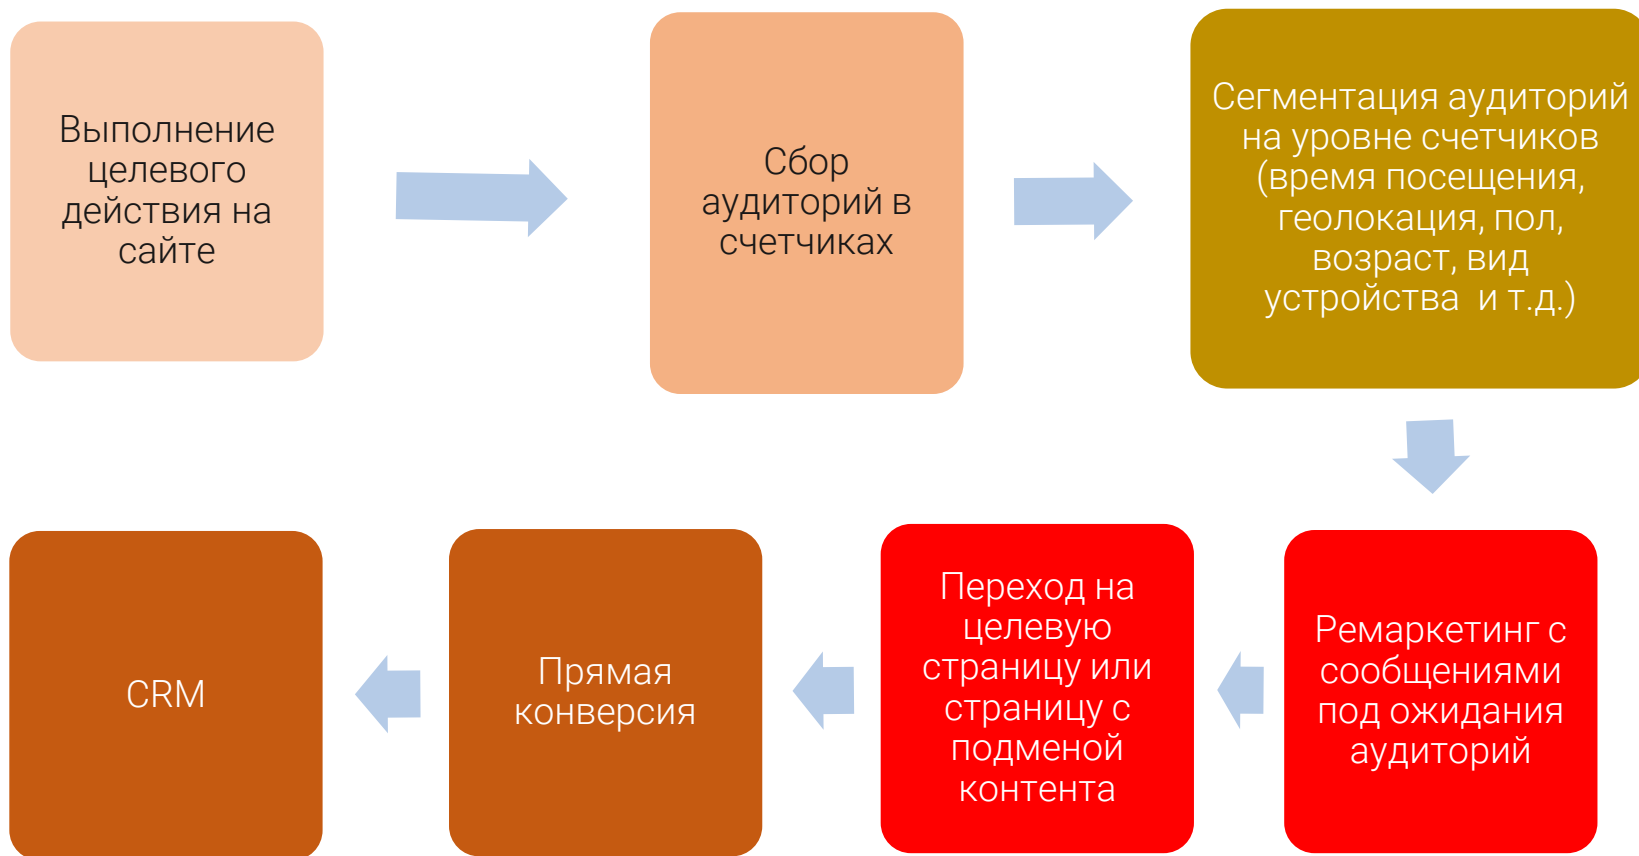 Выполнение
целевого
действия на
сайте
Сбор
аудиторий в
счетчиках
Сегментация аудиторий
на уровне счетчиков
(время посещения,
геолокация, пол,
возраст, вид
устройства  и т.д.)
Ремаркетинг с
сообщениями
под ожидания
аудиторий
Переход на
целевую
страницу или
страницу с
подменой
контента
Прямая
конверсия
CRM